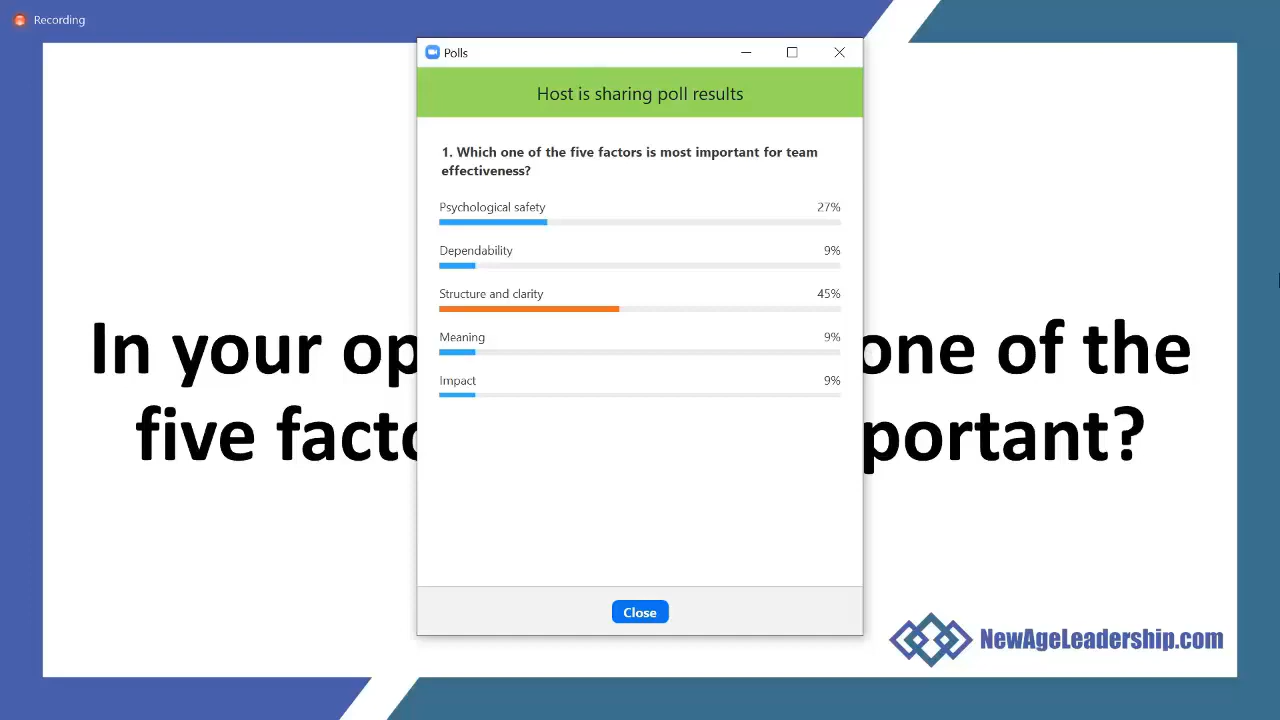 Recording
Polls
Host is sharing poll results
1. Which one of the five factors is most important for team
effectiveness?
Psychological safety 27%
Dependability 9%
Structure and clarity 45%
Meaning 9%
Impact 9%
In your op one of the
five facto portant?
Close
NewAgeLeadership.com